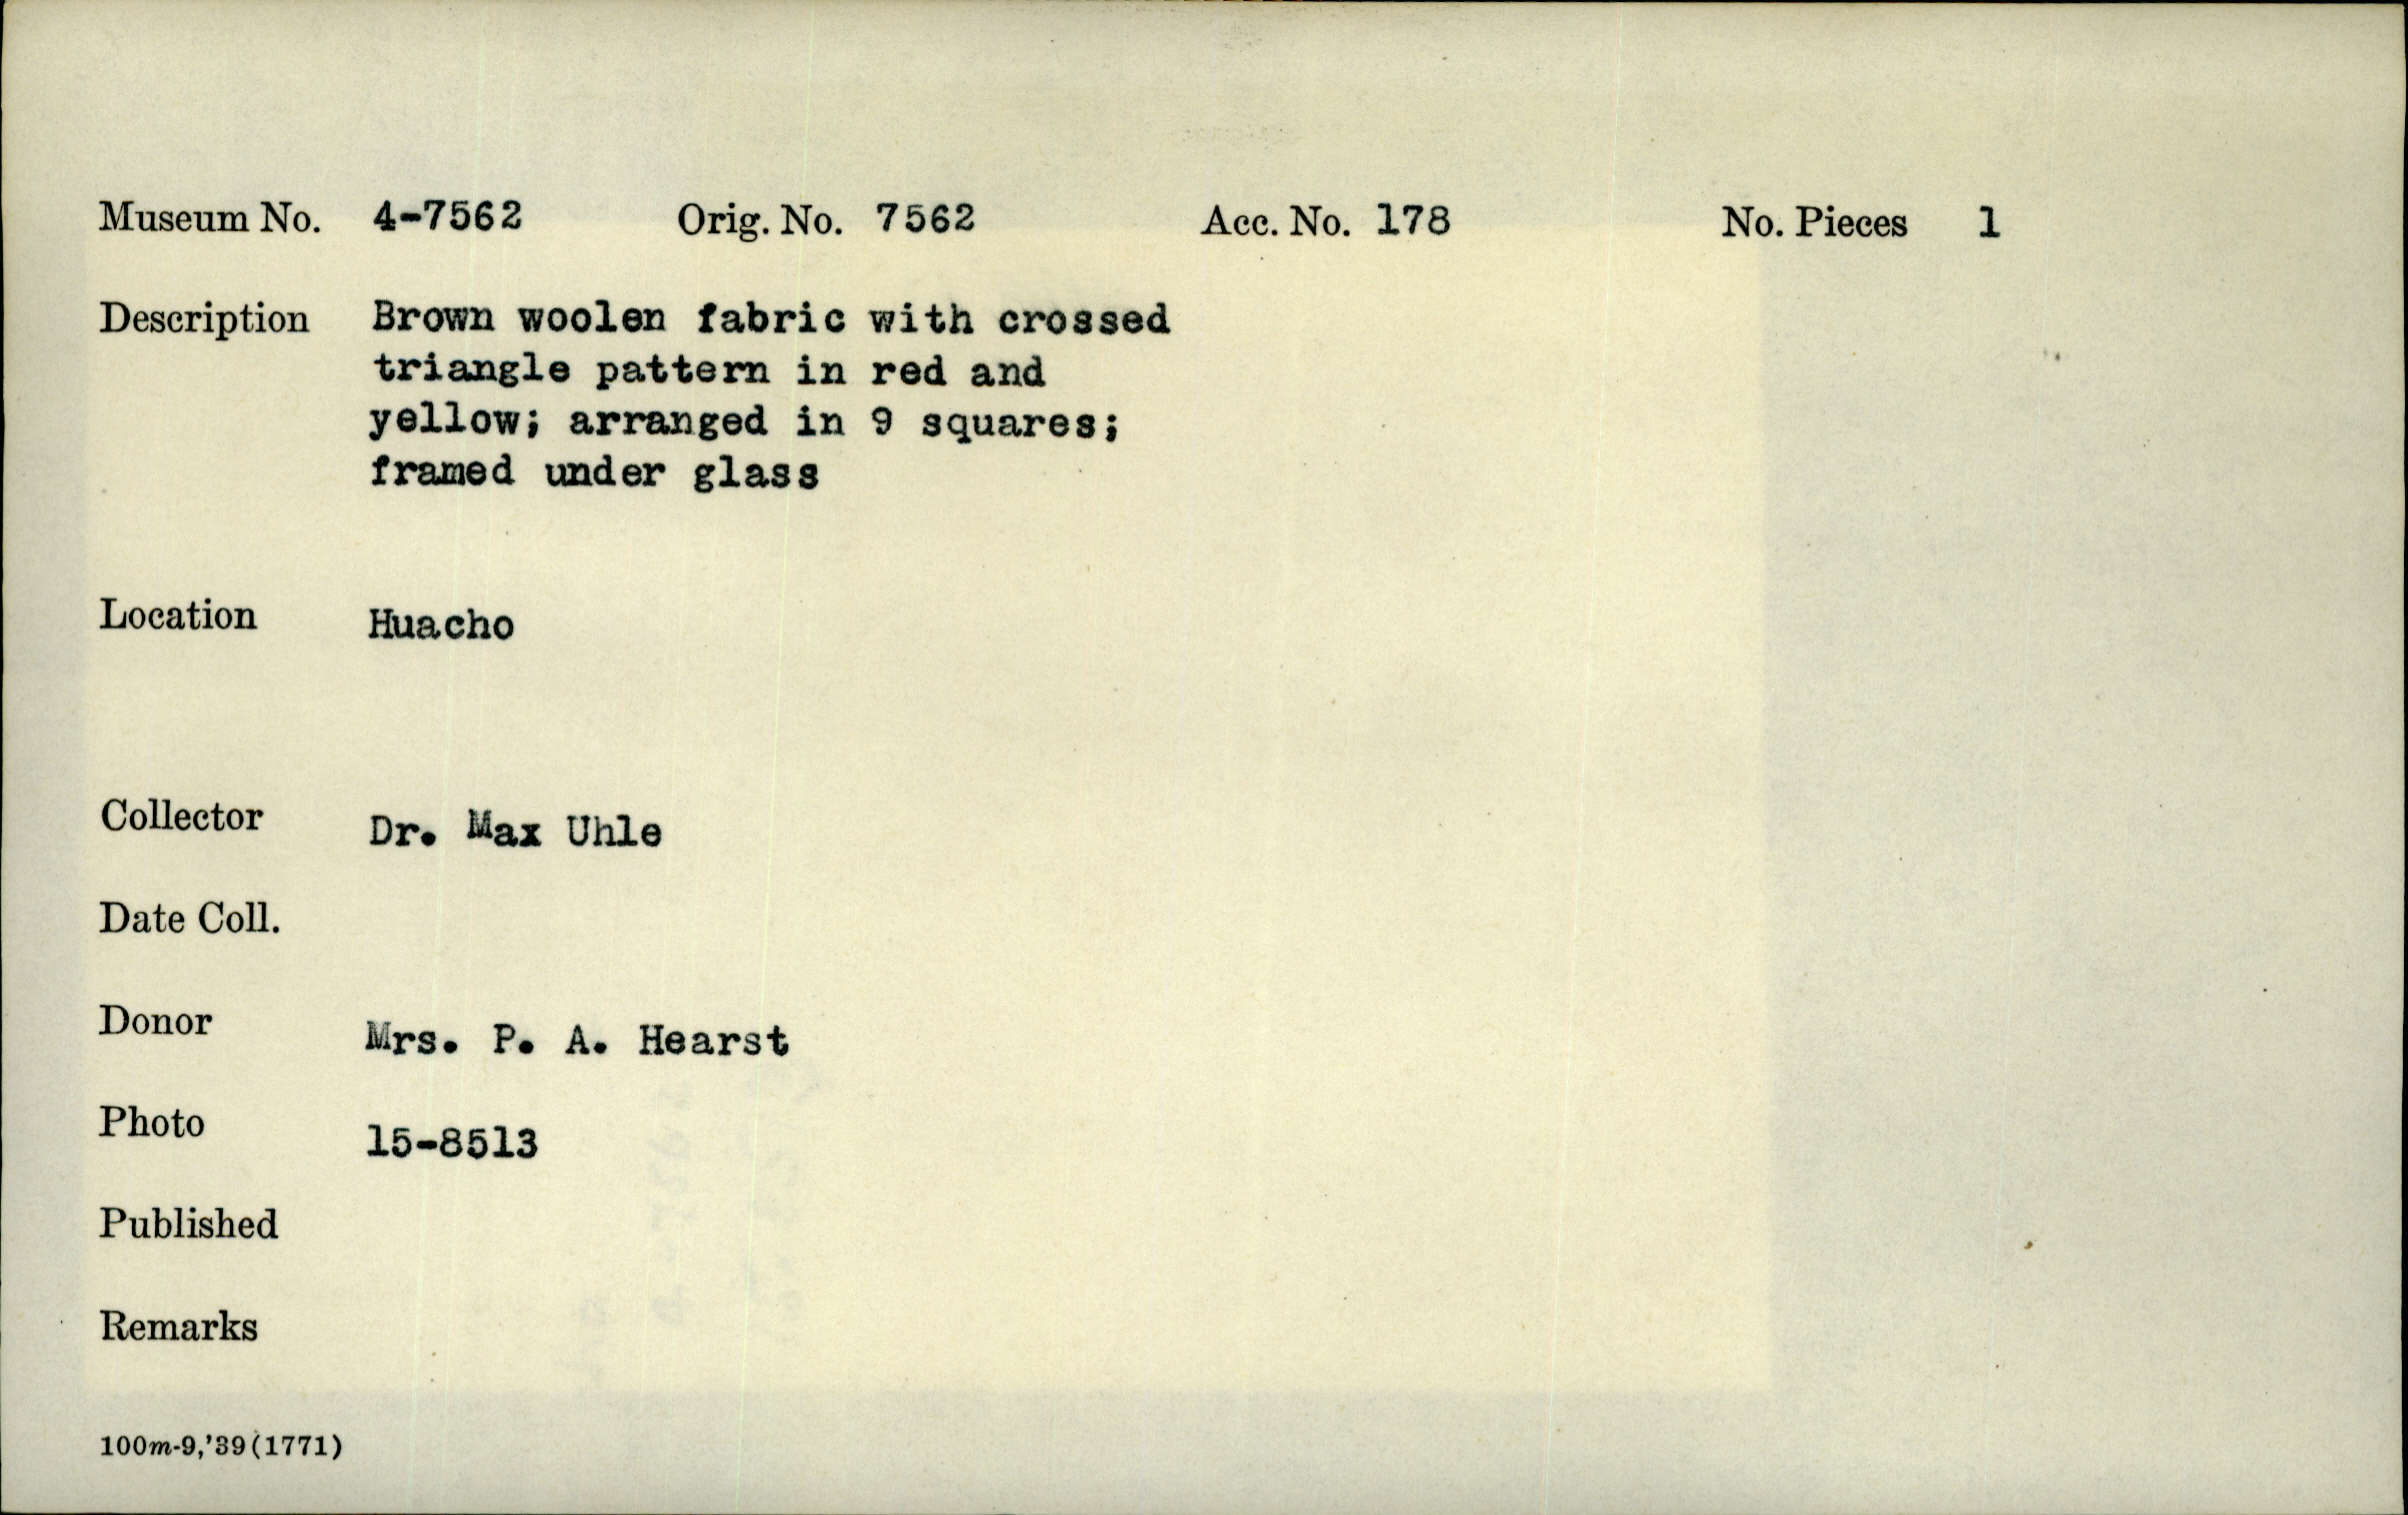 Museum No. 4-7562 Orig. No. 7562 Acc. No. 178 No. Pieces 1
Description Brown woolen fabric with crossed
triangle pattern in red and
yellow; arranged in 9 squares;
framed under glass
Location Huacho
Collector Dr. Max Uhle
Date Coll.
Donor Mrs. P. A. Hearst
Photo 15-8513
Published
Remarks
100m-9,'39(1771)